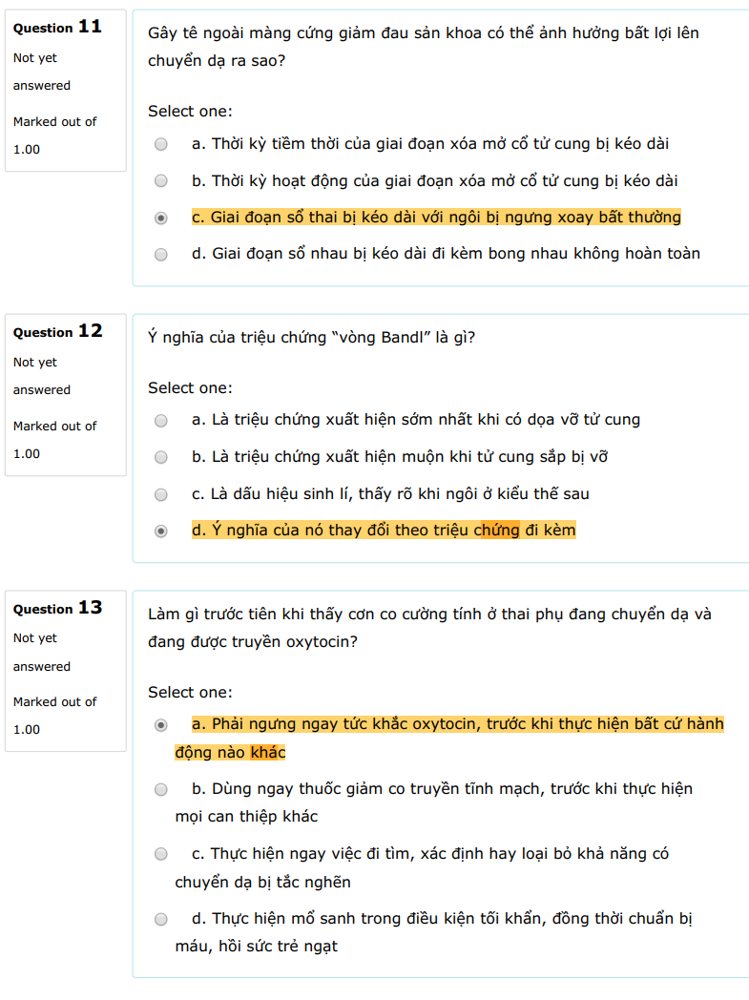 Question 11
Not yet
answered
Marked out of
1.00
Gây tê ngoài màng cứng giảm đau sản khoa có thể ảnh hưởng bất lợi lên
chuyển dạ ra sao?
Select one:
a. Thời kỳ tiềm thời của giai đoạn xóa mở cổ tử cung bị kéo dài
b. Thời kỳ hoạt động của giai đoạn xóa mở cổ tử cung bị kéo dài
c. Giai đoạn sổ thai bị kéo dài với ngôi bị ngưng xoay bất thường
d. Giai đoạn sổ nhau bị kéo dài đi kèm bong nhau không hoàn toàn
Question 12
Not yet
answered
Marked out of
1.00
Ý nghĩa của triệu chứng “vòng Bandl” là gì?
Select one:
a. Là triệu chứng xuất hiện sớm nhất khi có dọa vỡ tử cung
b. Là triệu chứng xuất hiện muộn khi tử cung sắp bị vỡ
c. Là dấu hiệu sinh lí, thấy rõ khi ngôi ở kiểu thế sau
d. Ý nghĩa của nó thay đổi theo triệu chứng đi kèm
Question 13
Not yet
answered
Marked out of
1.00
Làm gì trước tiên khi thấy cơn co cường tính ở thai phụ đang chuyển dạ và
đang được truyền oxytocin?
Select one:
a. Phải ngưng ngay tức khắc oxytocin, trước khi thực hiện bất cứ hành
động nào khác
b. Dùng ngay thuốc giảm co truyền tĩnh mạch, trước khi thực hiện
mọi can thiệp khác
c. Thực hiện ngay việc đi tìm, xác định hay loại bỏ khả năng có
chuyển dạ bị tắc nghẽn
d. Thực hiện mổ sanh trong điều kiện tối khẩn, đồng thời chuẩn bị
máu, hồi sức trẻ ngạt